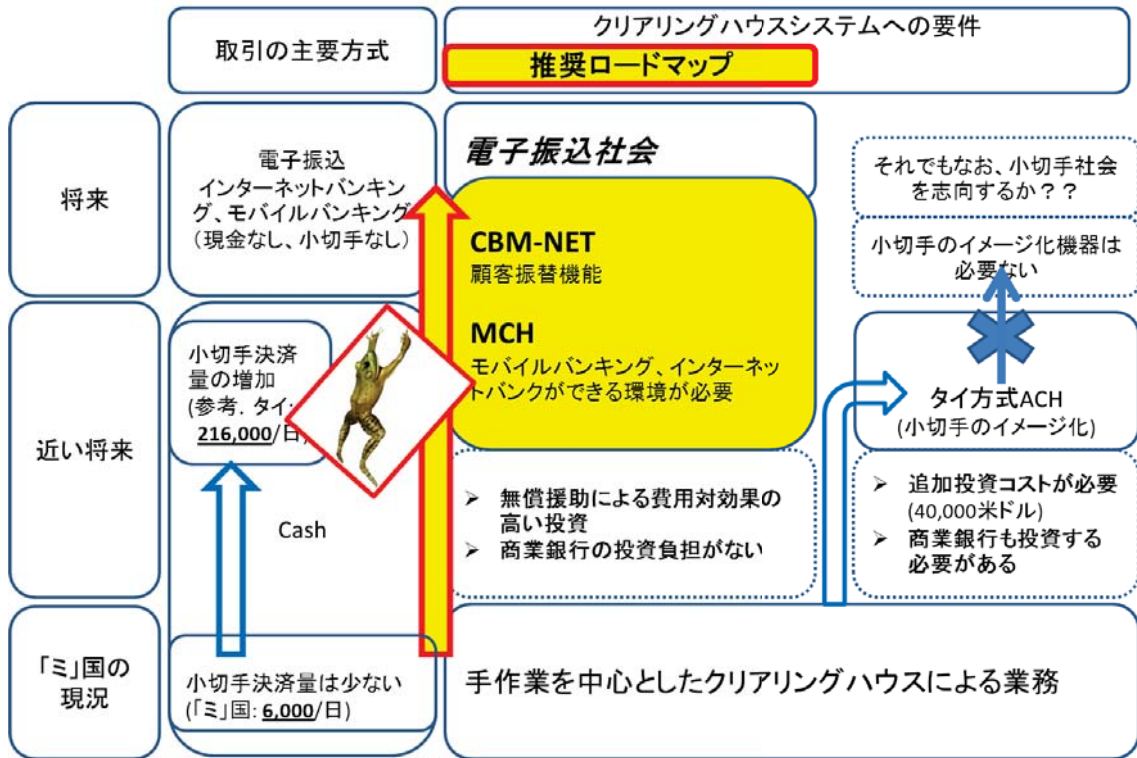 取引の主要方式
クリアリングハウスシステムへの要件
推奨ロードマップ
将来
電子振込
インターネットバンキン
グ、モバイルバンキング
(現金なし、小切手なし)
電子振込社会
CBM-NET
顧客振替機能
MCH
モバイルバンキング、インターネッ
トバンクができる環境が必要
それでもなお、小切手社会
を志向するか??
小切手のイメージ化機器は
必要ない
近い将来
小切手決済
量の増加
(参考. タイ:
216,000/日)
Cash
➢ 無償援助による費用対効果の
高い投資
➢ 商業銀行の投資負担がない
タイ方式ACH
(小切手のイメージ化)
➢ 追加投資コストが必要
(40,000米ドル)
➢ 商業銀行も投資する
必要がある
「ミ」国の
現況
小切手決済量は少ない
(「ミ」国: 6,000/日)
手作業を中心としたクリアリングハウスによる業務